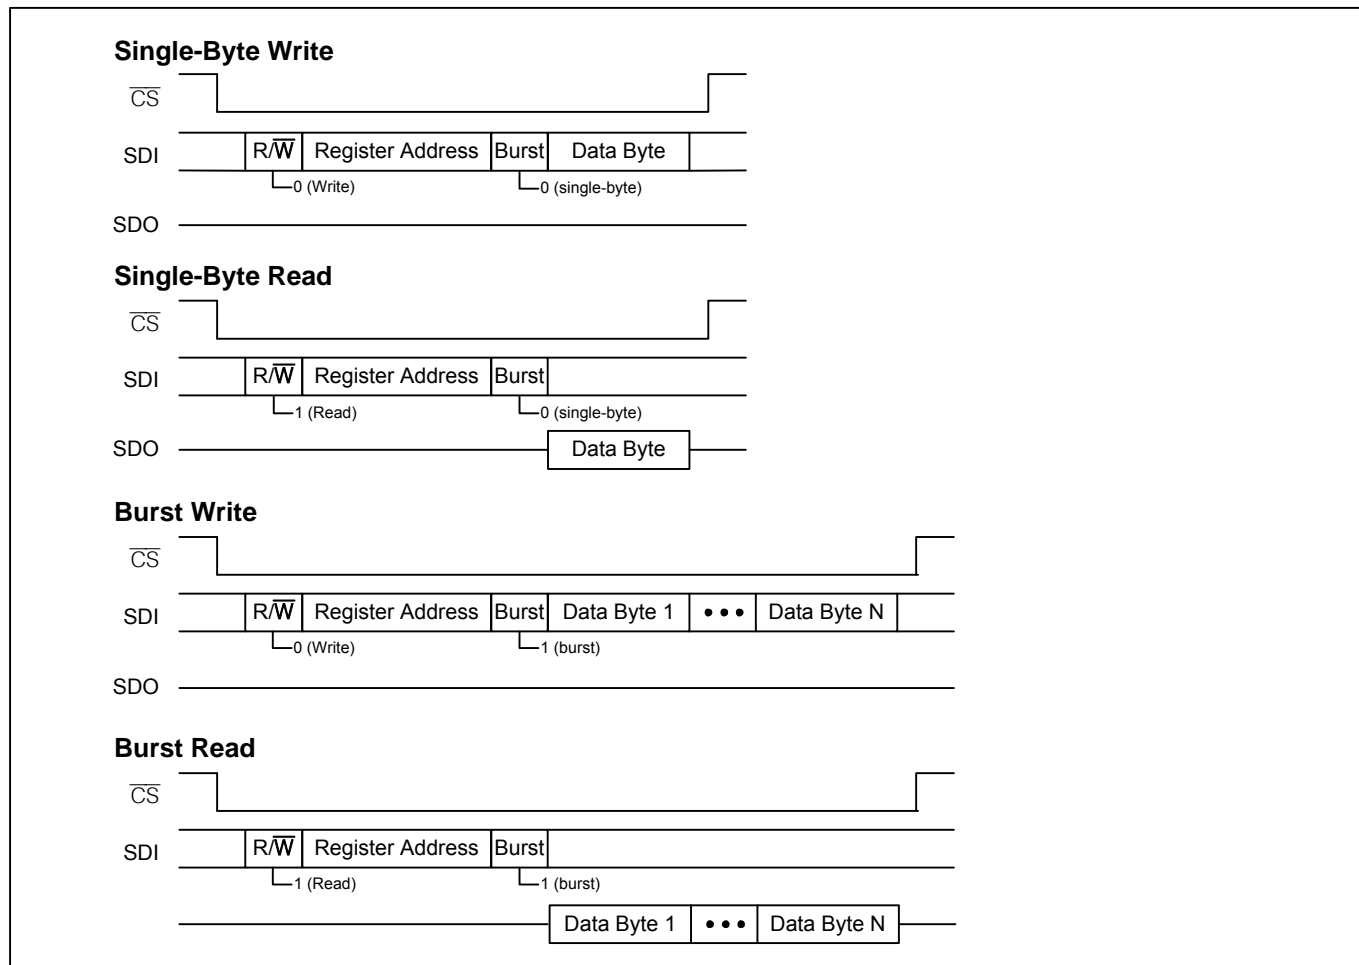 Single-Byte Write
CS
SDI R/W Register Address Burst Data Byte
0 (Write) 0 (single-byte)
SDO
Single-Byte Read
CS
SDI R/W Register Address Burst
1 (Read) 0 (single-byte)
SDO Data Byte
Burst Write
CS
SDI R/W Register Address Burst Data Byte 1 ••• Data Byte N
0 (Write) 1 (burst)
SDO
Burst Read
CS
SDI R/W Register Address Burst
1 (Read) 1 (burst)
Data Byte 1 ••• Data Byte N